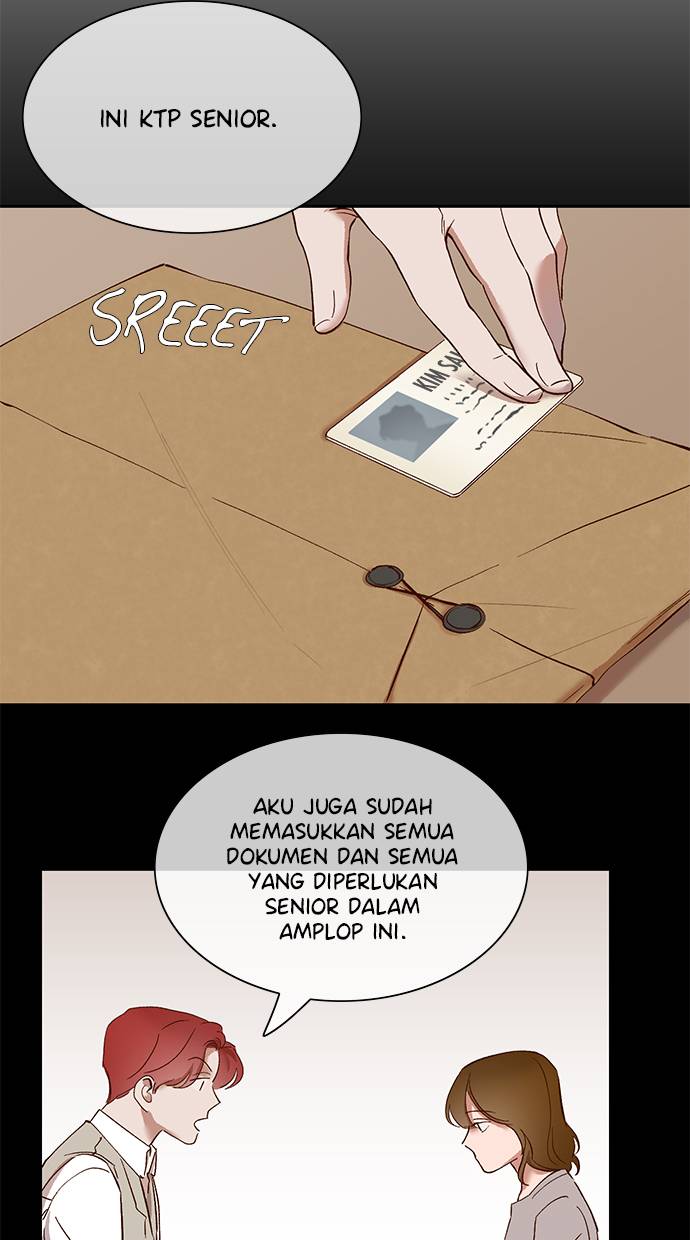 INI KTP SENIOR.
SREEET
KIM
AKU JUGA SUDAH
MEMASUKKAN SEMUA
DOKUMEN DAN SEMUA
YANG DIPERLUKAN
SENIOR DALAM
AMPLOP INI.